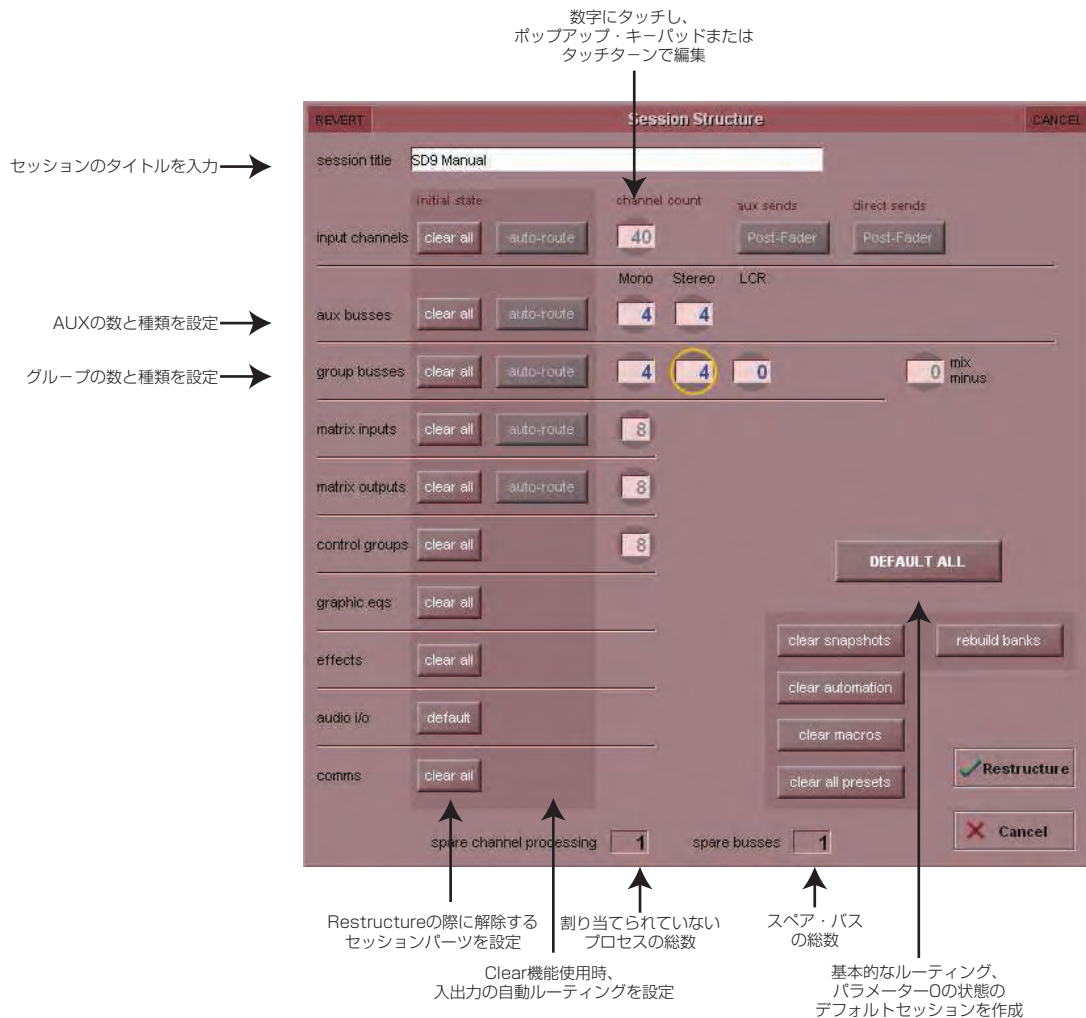 数字にタッチし、
ポップアップ・キーパッドまたは
タッチターンで編集
REVERT Session Structure CANCEL
セッションのタイトルを入力
session title SD9 Manual
initial state channel count aux sends direct sends
input channels clear all auto-route 40 Post-Fader Post-Fader
Mono Stereo LCR
AUXの数と種類を設定
aux busses clear all auto-route 4 4
グループの数と種類を設定
group busses clear all auto-route 4 4 0 0 mix
minus
matrix inputs clear all auto-route 8
matrix outputs clear all auto-route 8
control groups clear all 8
DEFAULT ALL
graphic eqs clear all
clear snapshots rebuild banks
effects clear all
clear automation
audio i/o default
clear macros
comms clear all
clear all presets
Restructure
Cancel
spare channel processing 1 spare busses 1
Restructureの際に解除する
セッションパーツを設定
割り当てられていない
プロセスの総数
スペア・バス
の総数
Clear機能使用時、
入出力の自動ルーティングを設定
基本的なルーティング、
パラメーター0の状態の
デフォルトセッションを作成